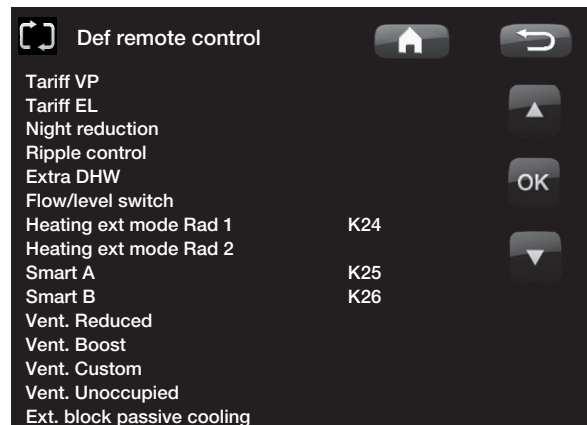 Def remote control
Tariff VP
Tariff EL
Night reduction
Ripple control
Extra DHW
OK
Flow/level switch
Heating ext mode Rad 1 K24
Heating ext mode Rad 2
Smart A K25
Smart B K26
Vent. Reduced
Vent. Boost
Vent. Custom
Vent. Unoccupied
Ext. block passive cooling